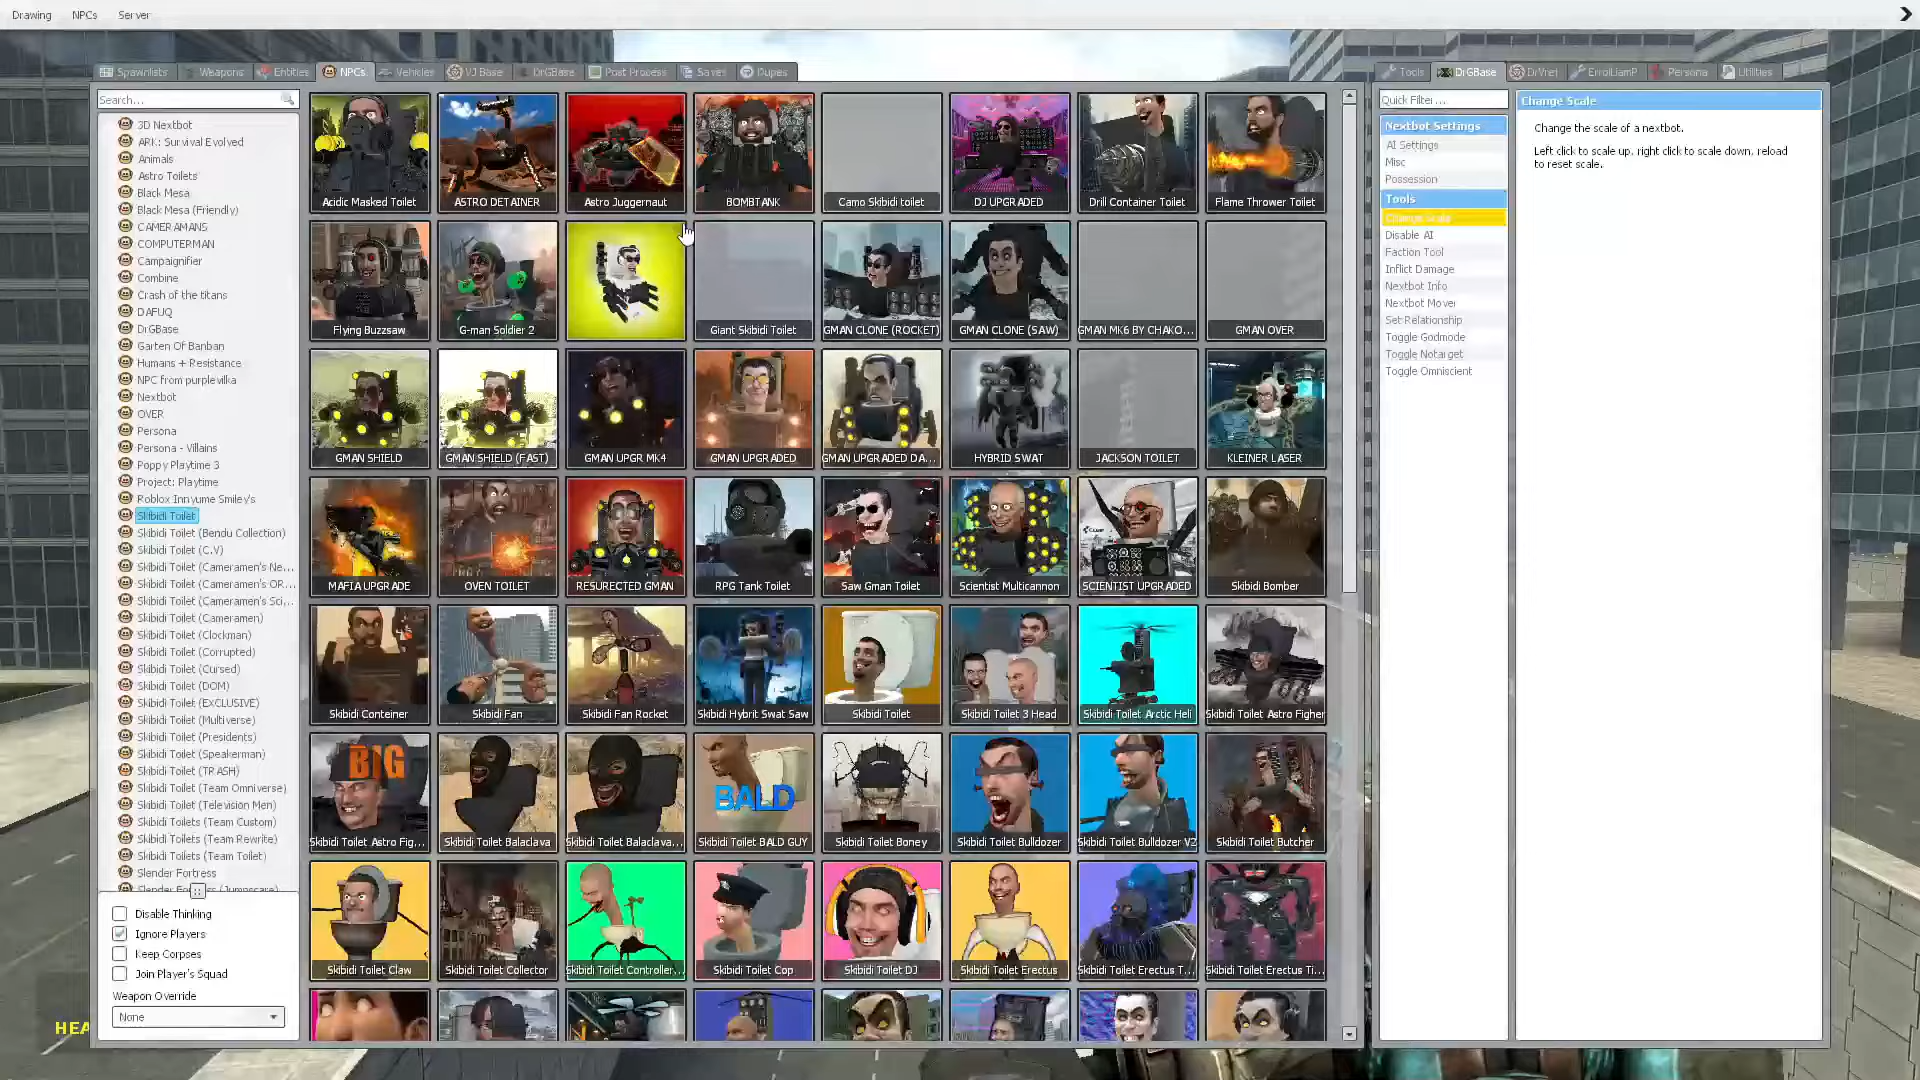 Drawing NPCs Server
Spawnlists Weapons Entities NPCs Vehicles VJ Base DrGBase Post Process Saves Dupes
Tools DrGBase DrVrej ErrolLiamP Persona Utilities
Search...
3D Nextbot
ARK: Survival Evolved
Animals
Astro Toilets
Black Mesa
Black Mesa (Friendly)
CAMERAMANS
COMPUTERMAN
Campaignifier
Combine
Crash of the titans
DAFUQ
DrGBase
Garten Of Banban
Humans + Resistance
NPC from purplevilka
Nextbot
OVER
Persona
Persona - Villains
Poppy Playtime 3
Project: Playtime
Roblox Innyume Smiley's
Skibidi Toilet
Skibidi Toilet (Bendu Collection)
Skibidi Toilet (C.V)
Skibidi Toilet (Cameramen's Ne...
Skibidi Toilet (Cameramen's OR...
Skibidi Toilet (Cameramen's Sci...
Skibidi Toilet (Cameramen)
Skibidi Toilet (Clockman)
Skibidi Toilet (Corrupted)
Skibidi Toilet (Cursed)
Skibidi Toilet (DOM)
Skibidi Toilet (EXCLUSIVE)
Skibidi Toilet (Multiverse)
Skibidi Toilet (Presidents)
Skibidi Toilet (Speakerman)
Skibidi Toilet (TRASH)
Skibidi Toilet (Team Omniverse)
Skibidi Toilet (Television Men)
Skibidi Toilets (Team Custom)
Skibidi Toilets (Team Rewrite)
Skibidi Toilets (Team Toilet)
Slender Fortress
Disable Thinking
Ignore Players
Keep Corpses
Join Player's Squad
Weapon Override
None
HEA
Acidic Masked Toilet ASTRO DETAINER Astro Juggernaut BOMBTANK Camo Skibidi toilet DJ UPGRADED Drill Container Toilet Flame Thrower Toilet
Flying Buzzsaw G-man Soldier 2 Giant Skibidi Toilet GMAN CLONE (ROCKET) GMAN CLONE (SAW) GMAN MK6 BY CHAKO... GMAN OVER
GMAN SHIELD GMAN SHIELD (FAST) GMAN UPGR MK4 GMAN UPGRADED GMAN UPGRADED DA... HYBRID SWAT JACKSON TOILET KLEINER LASER
MAFIA UPGRADE OVEN TOILET RESURECTED GMAN RPG Tank Toilet Saw Gman Toilet Scientist Multicannon SCIENTIST UPGRADED Skibidi Bomber
Skibidi Conteiner Skibidi Fan Skibidi Fan Rocket Skibidi Hybrit Swat Saw Skibidi Toilet Skibidi Toilet 3 Head Skibidi Toilet Arctic Heli Skibidi Toilet Astro Figher
BIG
BALD
Skibidi Toilet Astro Fig... Skibidi Toilet Balaclava Skibidi Toilet Balaclava... Skibidi Toilet BALD GUY Skibidi Toilet Boney Skibidi Toilet Bulldozer Skibidi Toilet Bulldozer V2 Skibidi Toilet Butcher
Skibidi Toilet Claw Skibidi Toilet Collector Skibidi Toilet Controller... Skibidi Toilet Cop Skibidi Toilet DJ Skibidi Toilet Erectus Skibidi Toilet Erectus T... Skibidi Toilet Erectus Ti...
Quick Filter ...
Nextbot Settings
AI Settings
Misc
Possession
Tools
Change Scale
Disable AI
Faction Tool
Inflict Damage
Nextbot Info
Nextbot Mover
Set Relationship
Toggle Godmode
Toggle Notarget
Toggle Omniscient
Change Scale
Change the scale of a nextbot.
Left click to scale up, right click to scale down, reload
to reset scale.